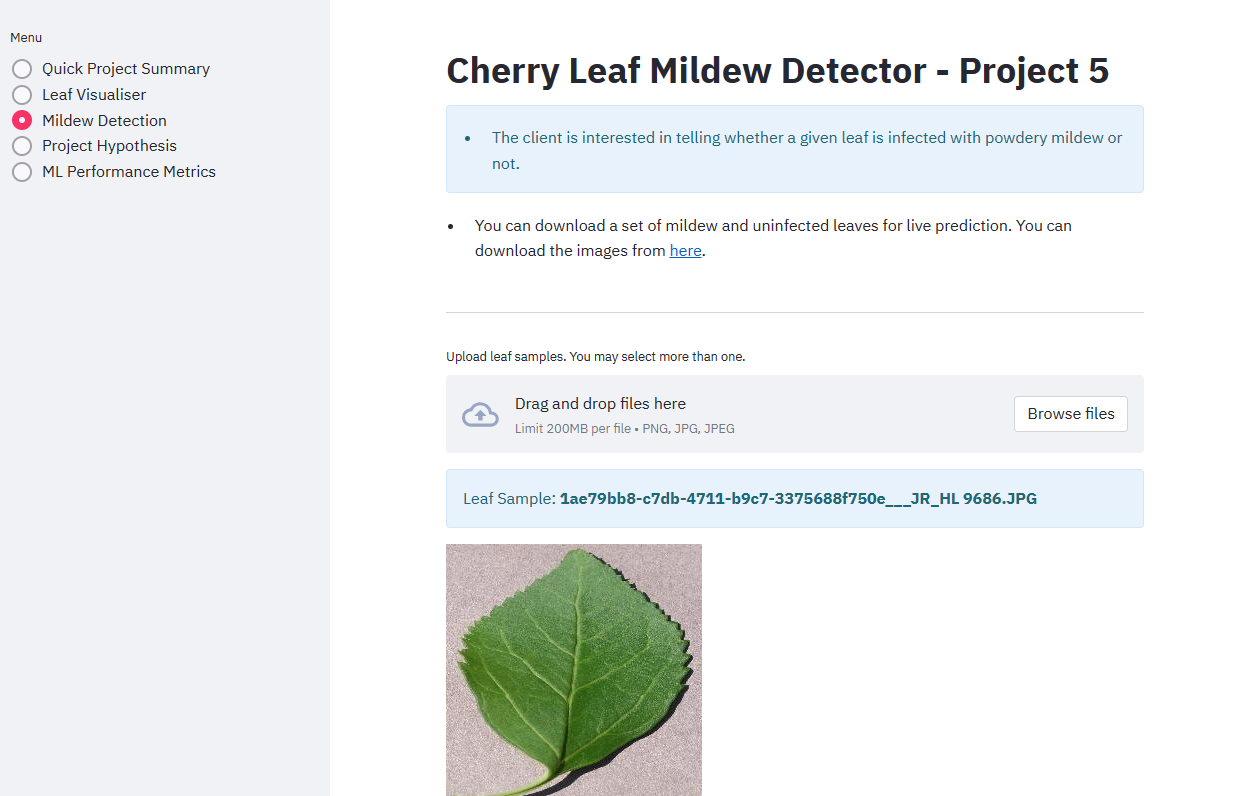 Menu
Quick Project Summary
Leaf Visualiser
Mildew Detection
Project Hypothesis
ML Performance Metrics
Cherry Leaf Mildew Detector - Project 5
• The client is interested in telling whether a given leaf is infected with powdery mildew or
not.
• You can download a set of mildew and uninfected leaves for live prediction. You can
download the images from here.
Upload leaf samples. You may select more than one.
Drag and drop files here
Limit 200MB per file • PNG, JPG, JPEG
Browse files
Leaf Sample: 1ae79bb8-c7db-4711-b9c7-3375688f750e___JR_HL 9686.JPG